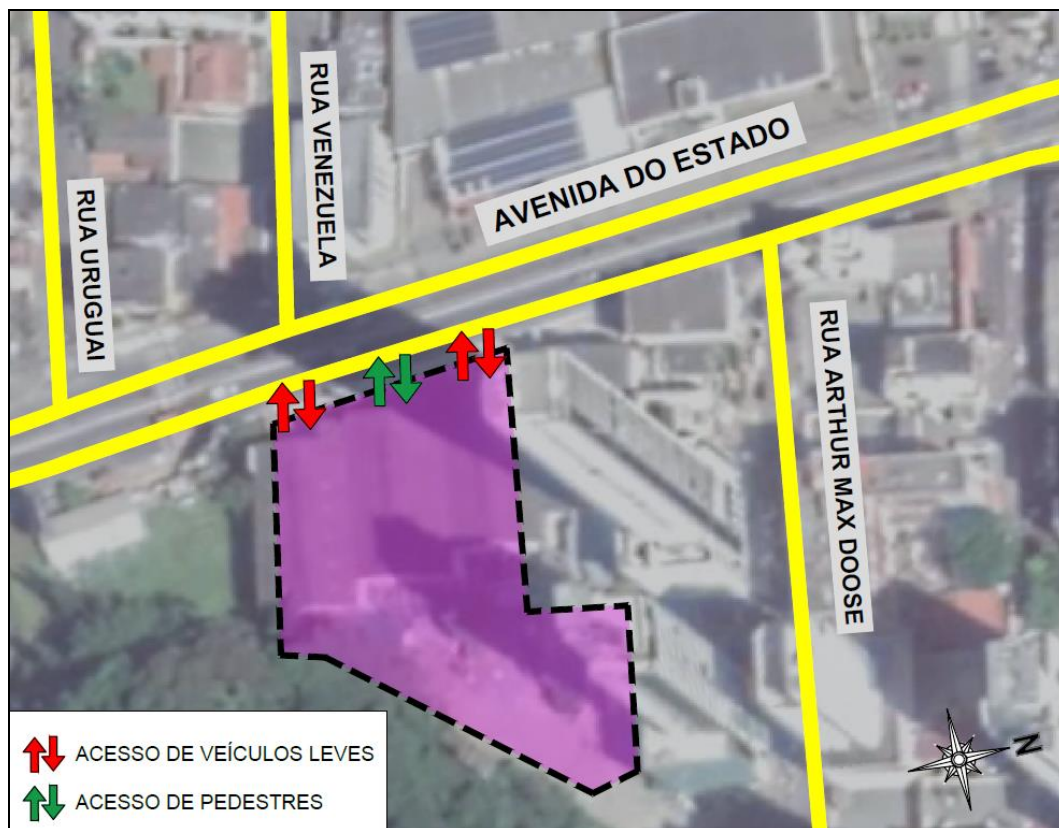 RUA URUGUAI
RUA VENEZUELA
AVENIDA DO ESTADO
RUA ARTHUR MAX DOOSE
ACESSO DE VEÍCULOS LEVES
ACESSO DE PEDESTRES
N